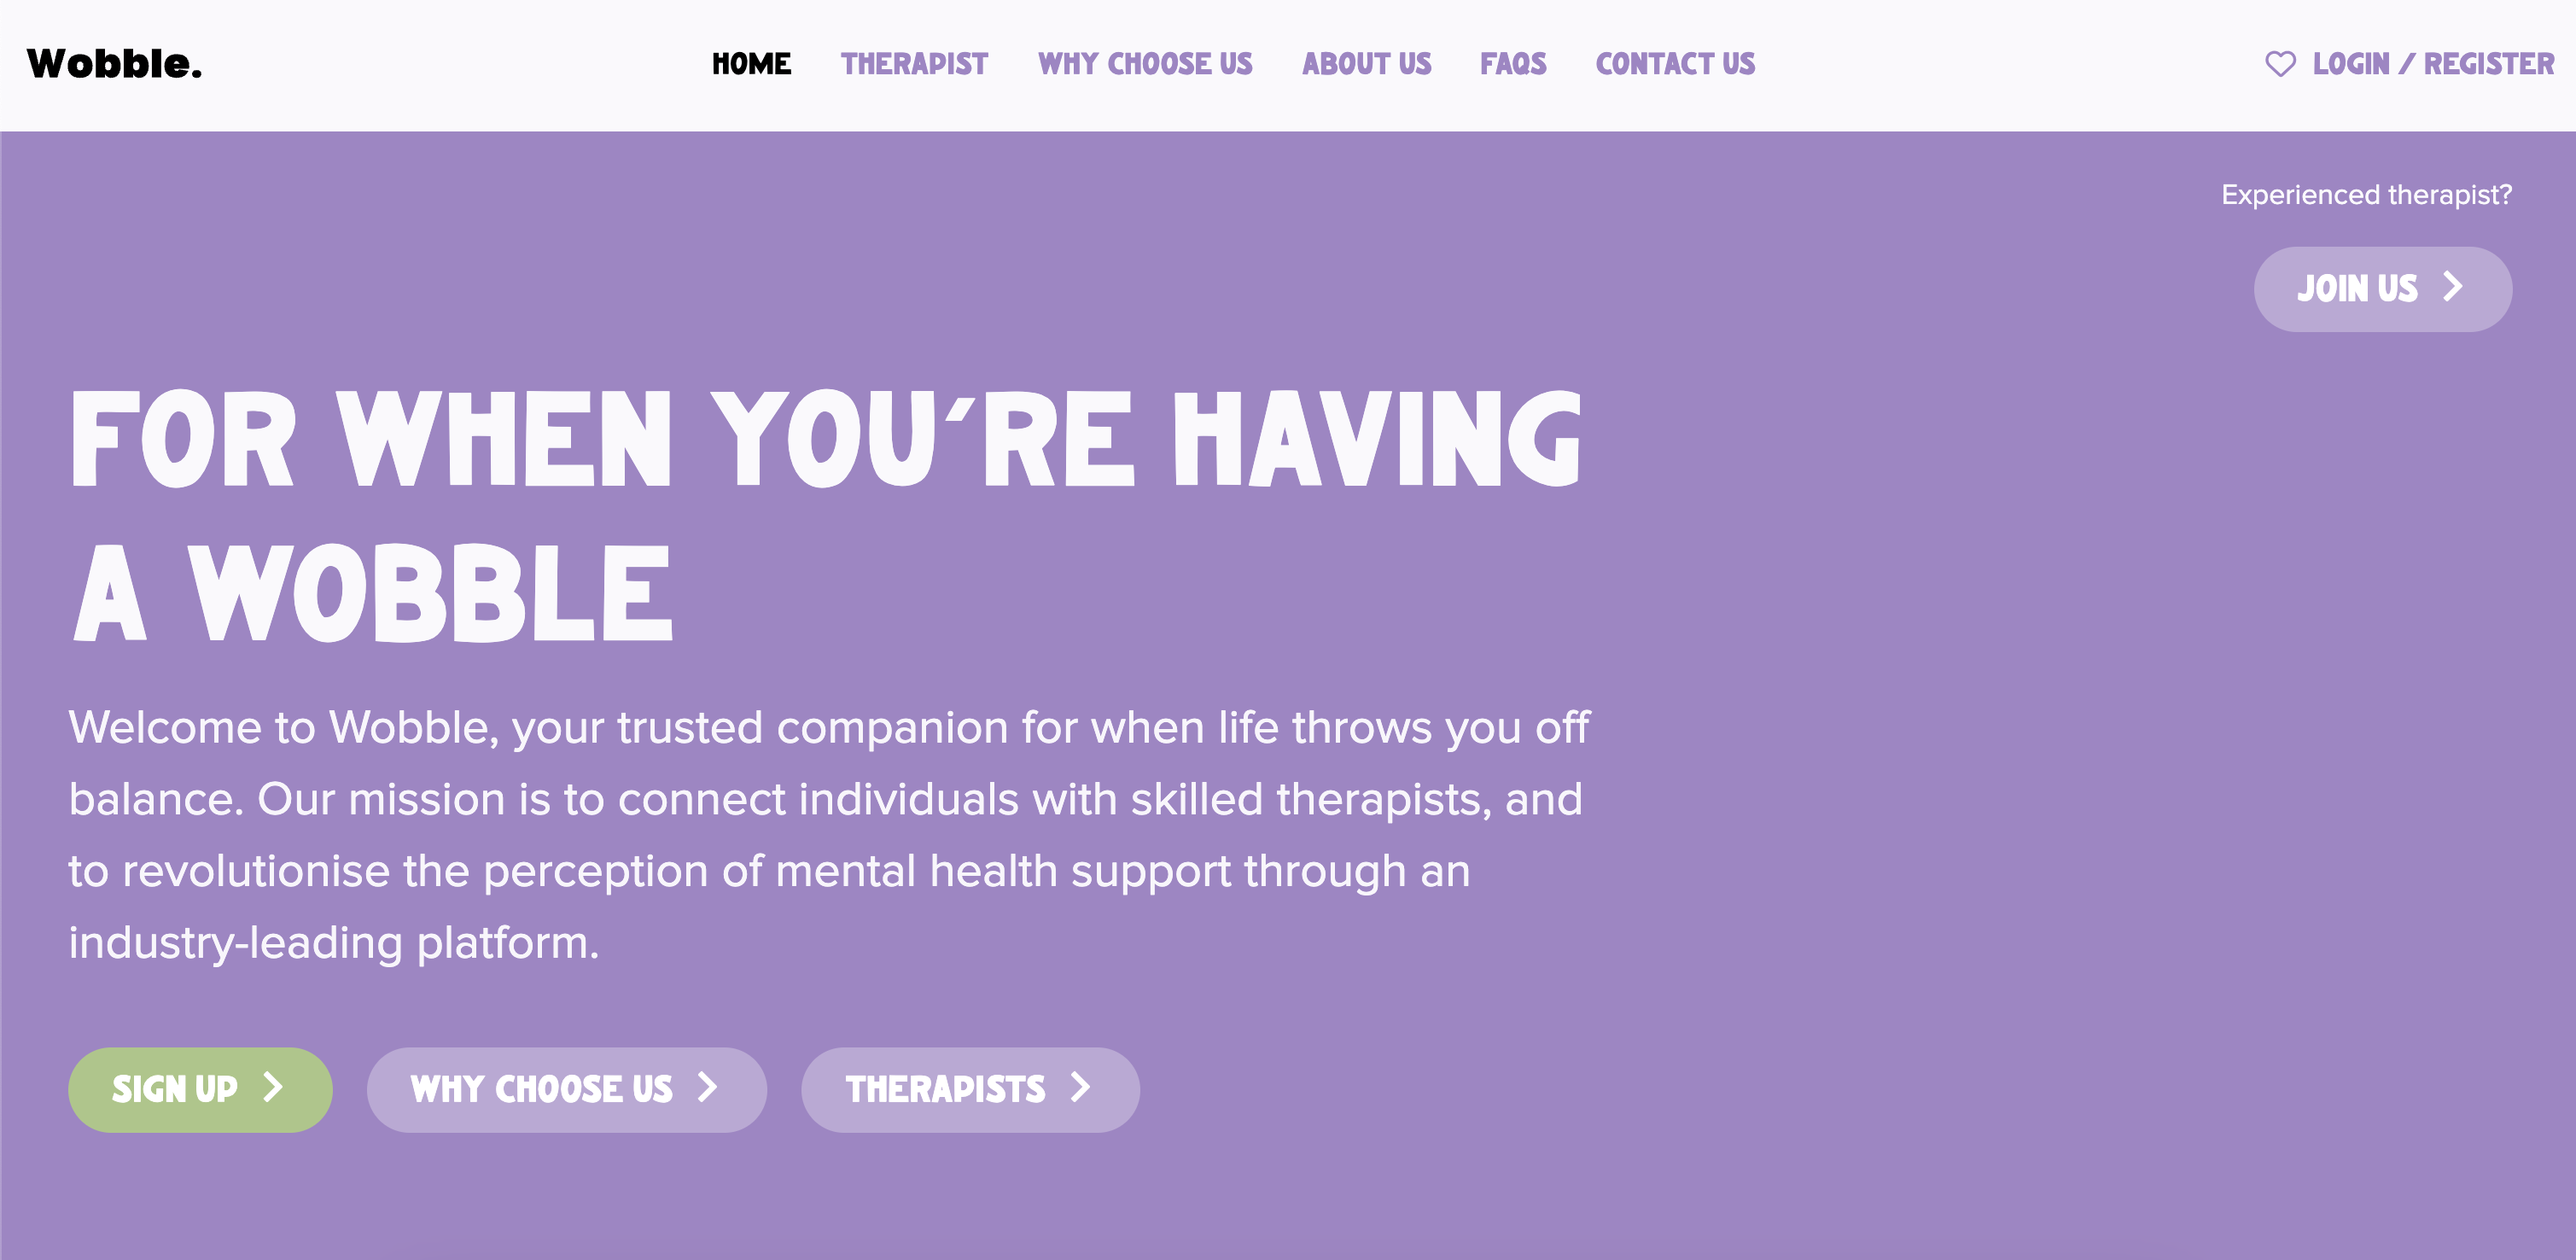 Wobble.
HOME THERAPIST WHY CHOOSE US ABOUT US FAQS CONTACT US LOGIN / REGISTER
Experienced therapist?
JOIN US
FOR WHEN YOU'RE HAVING
A WOBBLE
Welcome to Wobble, your trusted companion for when life throws you off
balance. Our mission is to connect individuals with skilled therapists, and
to revolutionise the perception of mental health support through an
industry-leading platform.
SIGN UP WHY CHOOSE US THERAPISTS